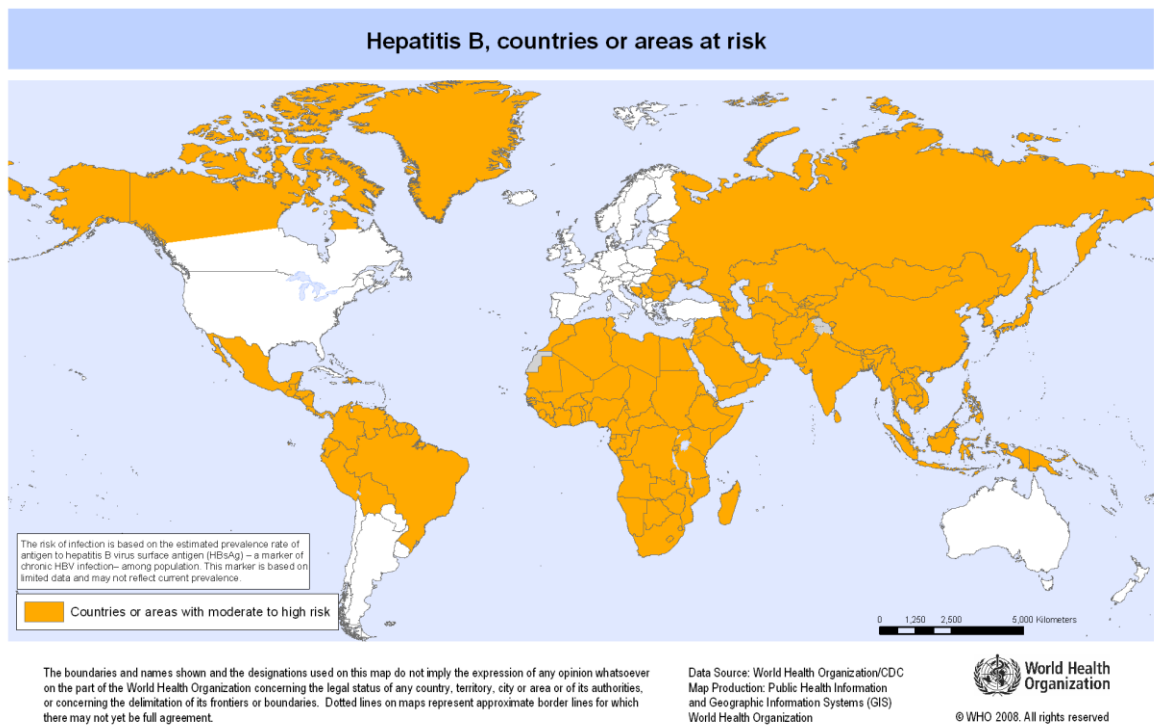 Hepatitis B, countries or areas at risk
The risk of infection is based on the estimated prevalence rate of
antigen to hepatitis B virus surface antigen (HBsAg) – a marker of
chronic HBV infection– among population. This marker is based on
limited data and may not reflect current prevalence.
Countries or areas with moderate to high risk
0 1,250 2,500 5,000 Kilometers
The boundaries and names shown and the designations used on this map do not imply the expression of any opinion whatsoever
on the part of the World Health Organization concerning the legal status of any country, territory, city or area or of its authorities,
or concerning the delimitation of its frontiers or boundaries. Dotted lines on maps represent approximate border lines for which
there may not yet be full agreement.
Data Source: World Health Organization/CDC
Map Production: Public Health Information
and Geographic Information Systems (GIS)
World Health Organization
World Health
Organization
© WHO 2008. All rights reserved